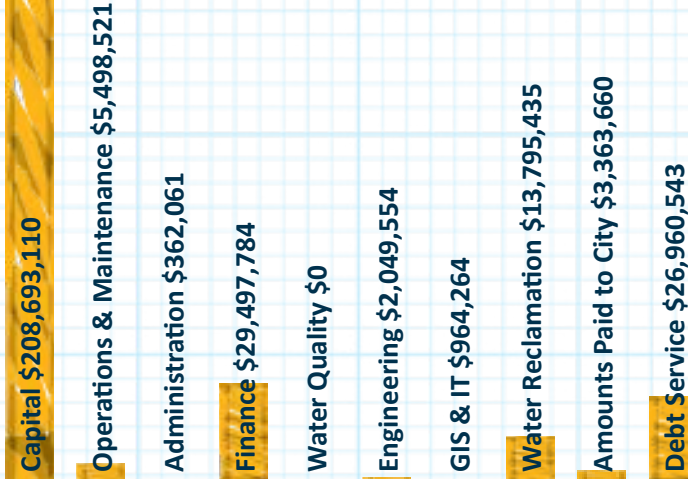 Capital $208,693,110
Operations & Maintenance $5,498,521
Administration $362,061
Finance $29,497,784
Water Quality $0
Engineering $2,049,554
GIS & IT $964,264
Water Reclamation $13,795,435
Amounts Paid to City $3,363,660
Debt Service $26,960,543